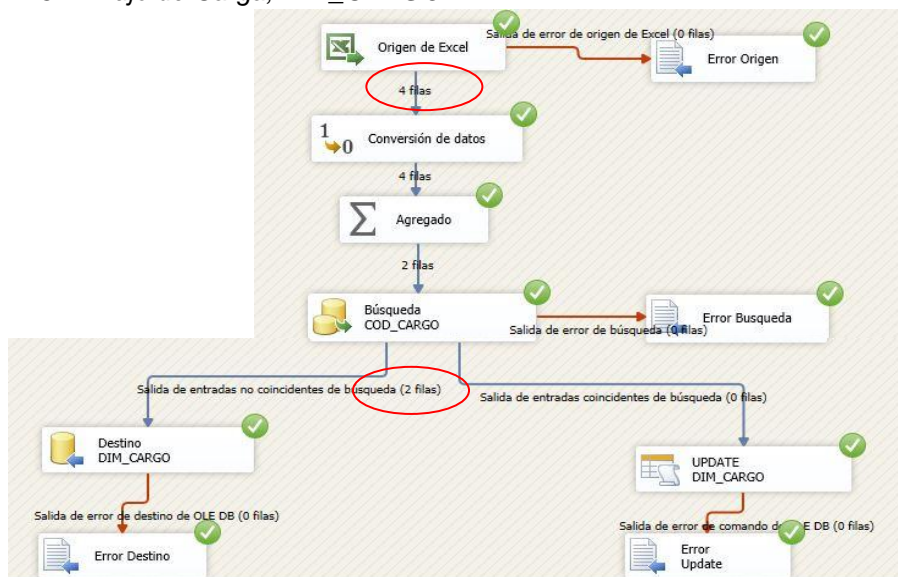 Salida de error de origen de Excel (0 filas)
Origen de Excel
Error Origen
4 filas
1
0
Conversión de datos
4 filas
Σ
Agregado
2 filas
Búsqueda
COD_CARGO
Error Busqueda
Salida de error de búsqueda (0 filas)
Salida de entradas no coincidentes de búsqueda (2 filas)
Salida de entradas coincidentes de búsqueda (0 filas)
Destino
DIM_CARGO
UPDATE
DIM_CARGO
Salida de error de destino de OLE DB (0 filas)
Salida de error de comando de OLE DB (0 filas)
Error Destino
Error
Update